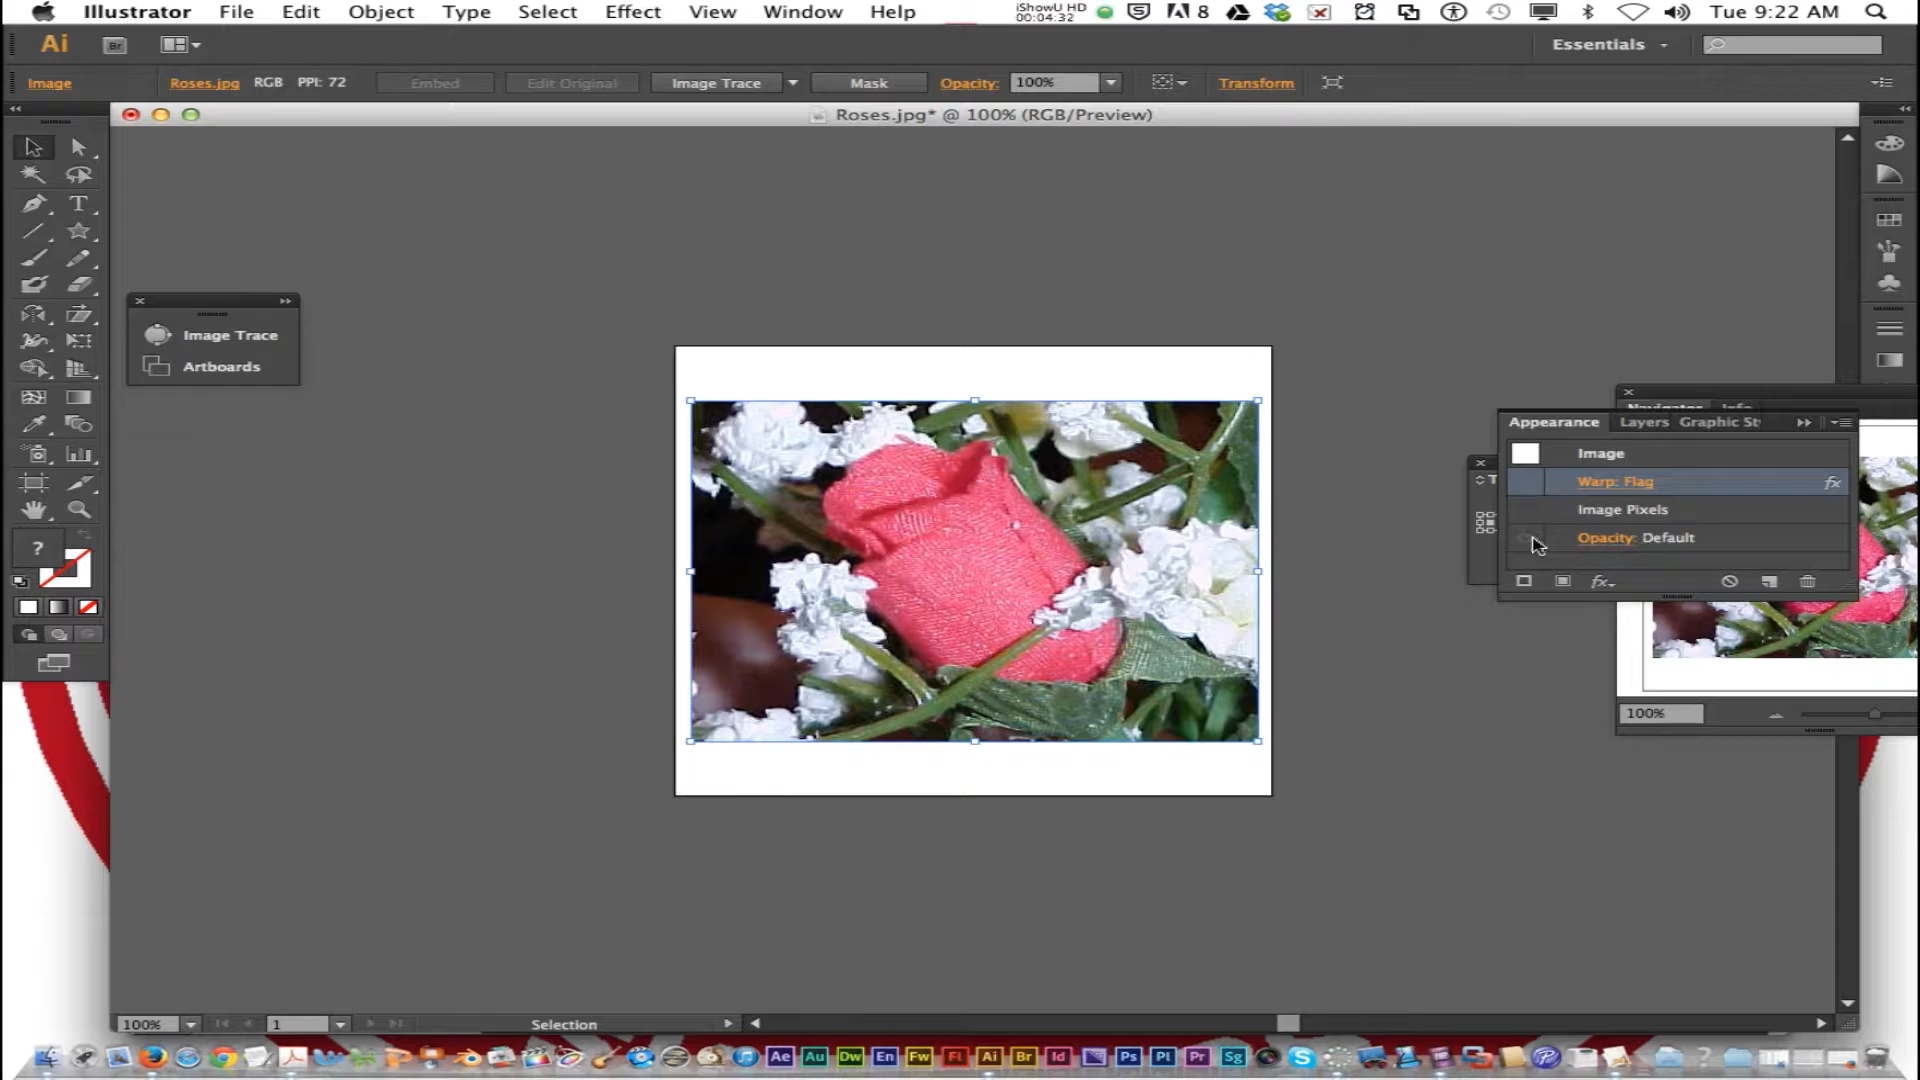 Illustrator File Edit Object Type Select Effect View Window Help iShowU HD 00:04:32 8 Tue 9:22 AM
Ai Br Essentials
Image Roses.jpg RGB PPI: 72 Embed Edit Original Image Trace Mask Opacity: 100% Transform
Roses.jpg* @ 100% (RGB/Preview)
T
Image Trace
Artboards
Navigator Info
Appearance Layers Graphic St
Image
Warp: Flag fx
T
Image Pixels
Opacity: Default
fx
?
100%
100% 1 Selection
Ae Au Dw En Fw Fl Ai Br Id Ps Pl Pr Sg